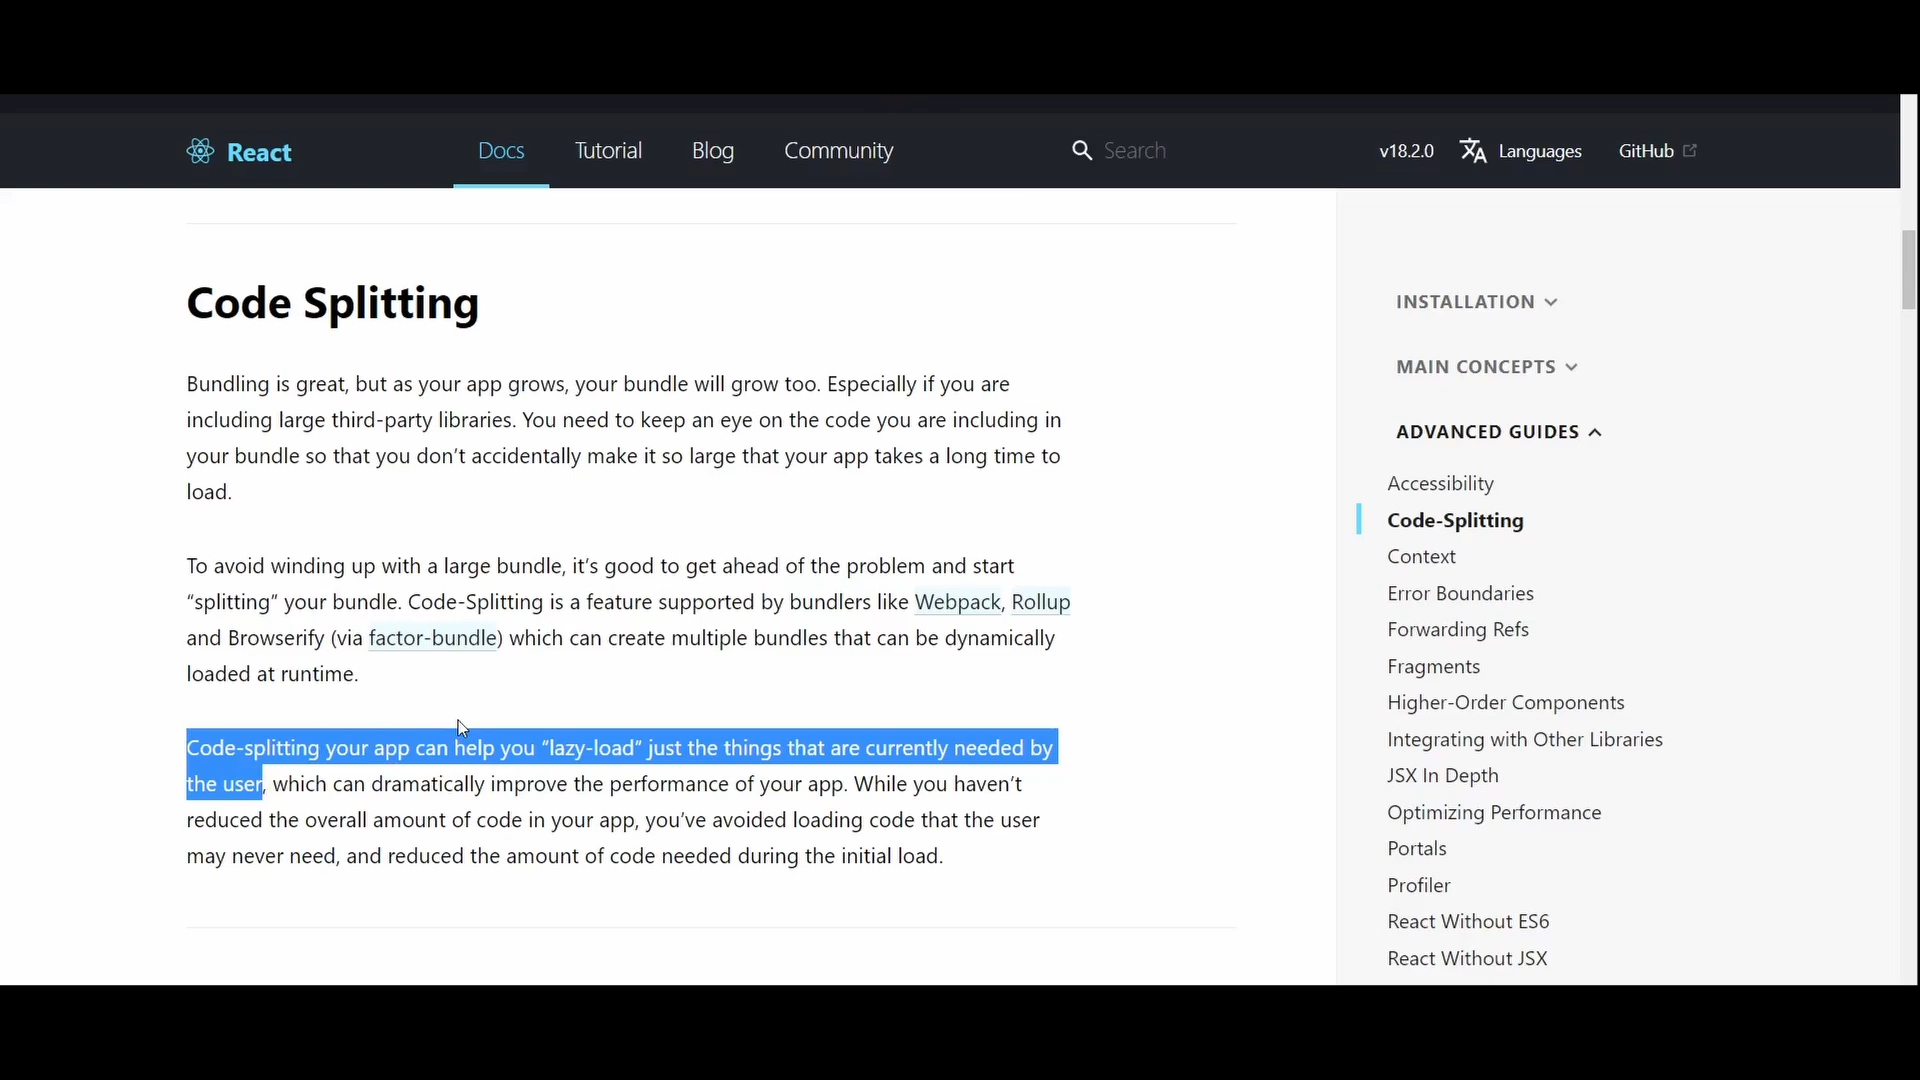 React
Docs
Tutorial
Blog
Community
Search
v18.2.0
Languages
GitHub
Code Splitting
Bundling is great, but as your app grows, your bundle will grow too. Especially if you are
including large third-party libraries. You need to keep an eye on the code you are including in
your bundle so that you don’t accidentally make it so large that your app takes a long time to
load.
To avoid winding up with a large bundle, it’s good to get ahead of the problem and start
“splitting” your bundle. Code-Splitting is a feature supported by bundlers like Webpack, Rollup
and Browserify (via factor-bundle) which can create multiple bundles that can be dynamically
loaded at runtime.
Code-splitting your app can help you “lazy-load” just the things that are currently needed by
the user, which can dramatically improve the performance of your app. While you haven’t
reduced the overall amount of code in your app, you’ve avoided loading code that the user
may never need, and reduced the amount of code needed during the initial load.
INSTALLATION
MAIN CONCEPTS
ADVANCED GUIDES
Accessibility
Code-Splitting
Context
Error Boundaries
Forwarding Refs
Fragments
Higher-Order Components
Integrating with Other Libraries
JSX In Depth
Optimizing Performance
Portals
Profiler
React Without ES6
React Without JSX